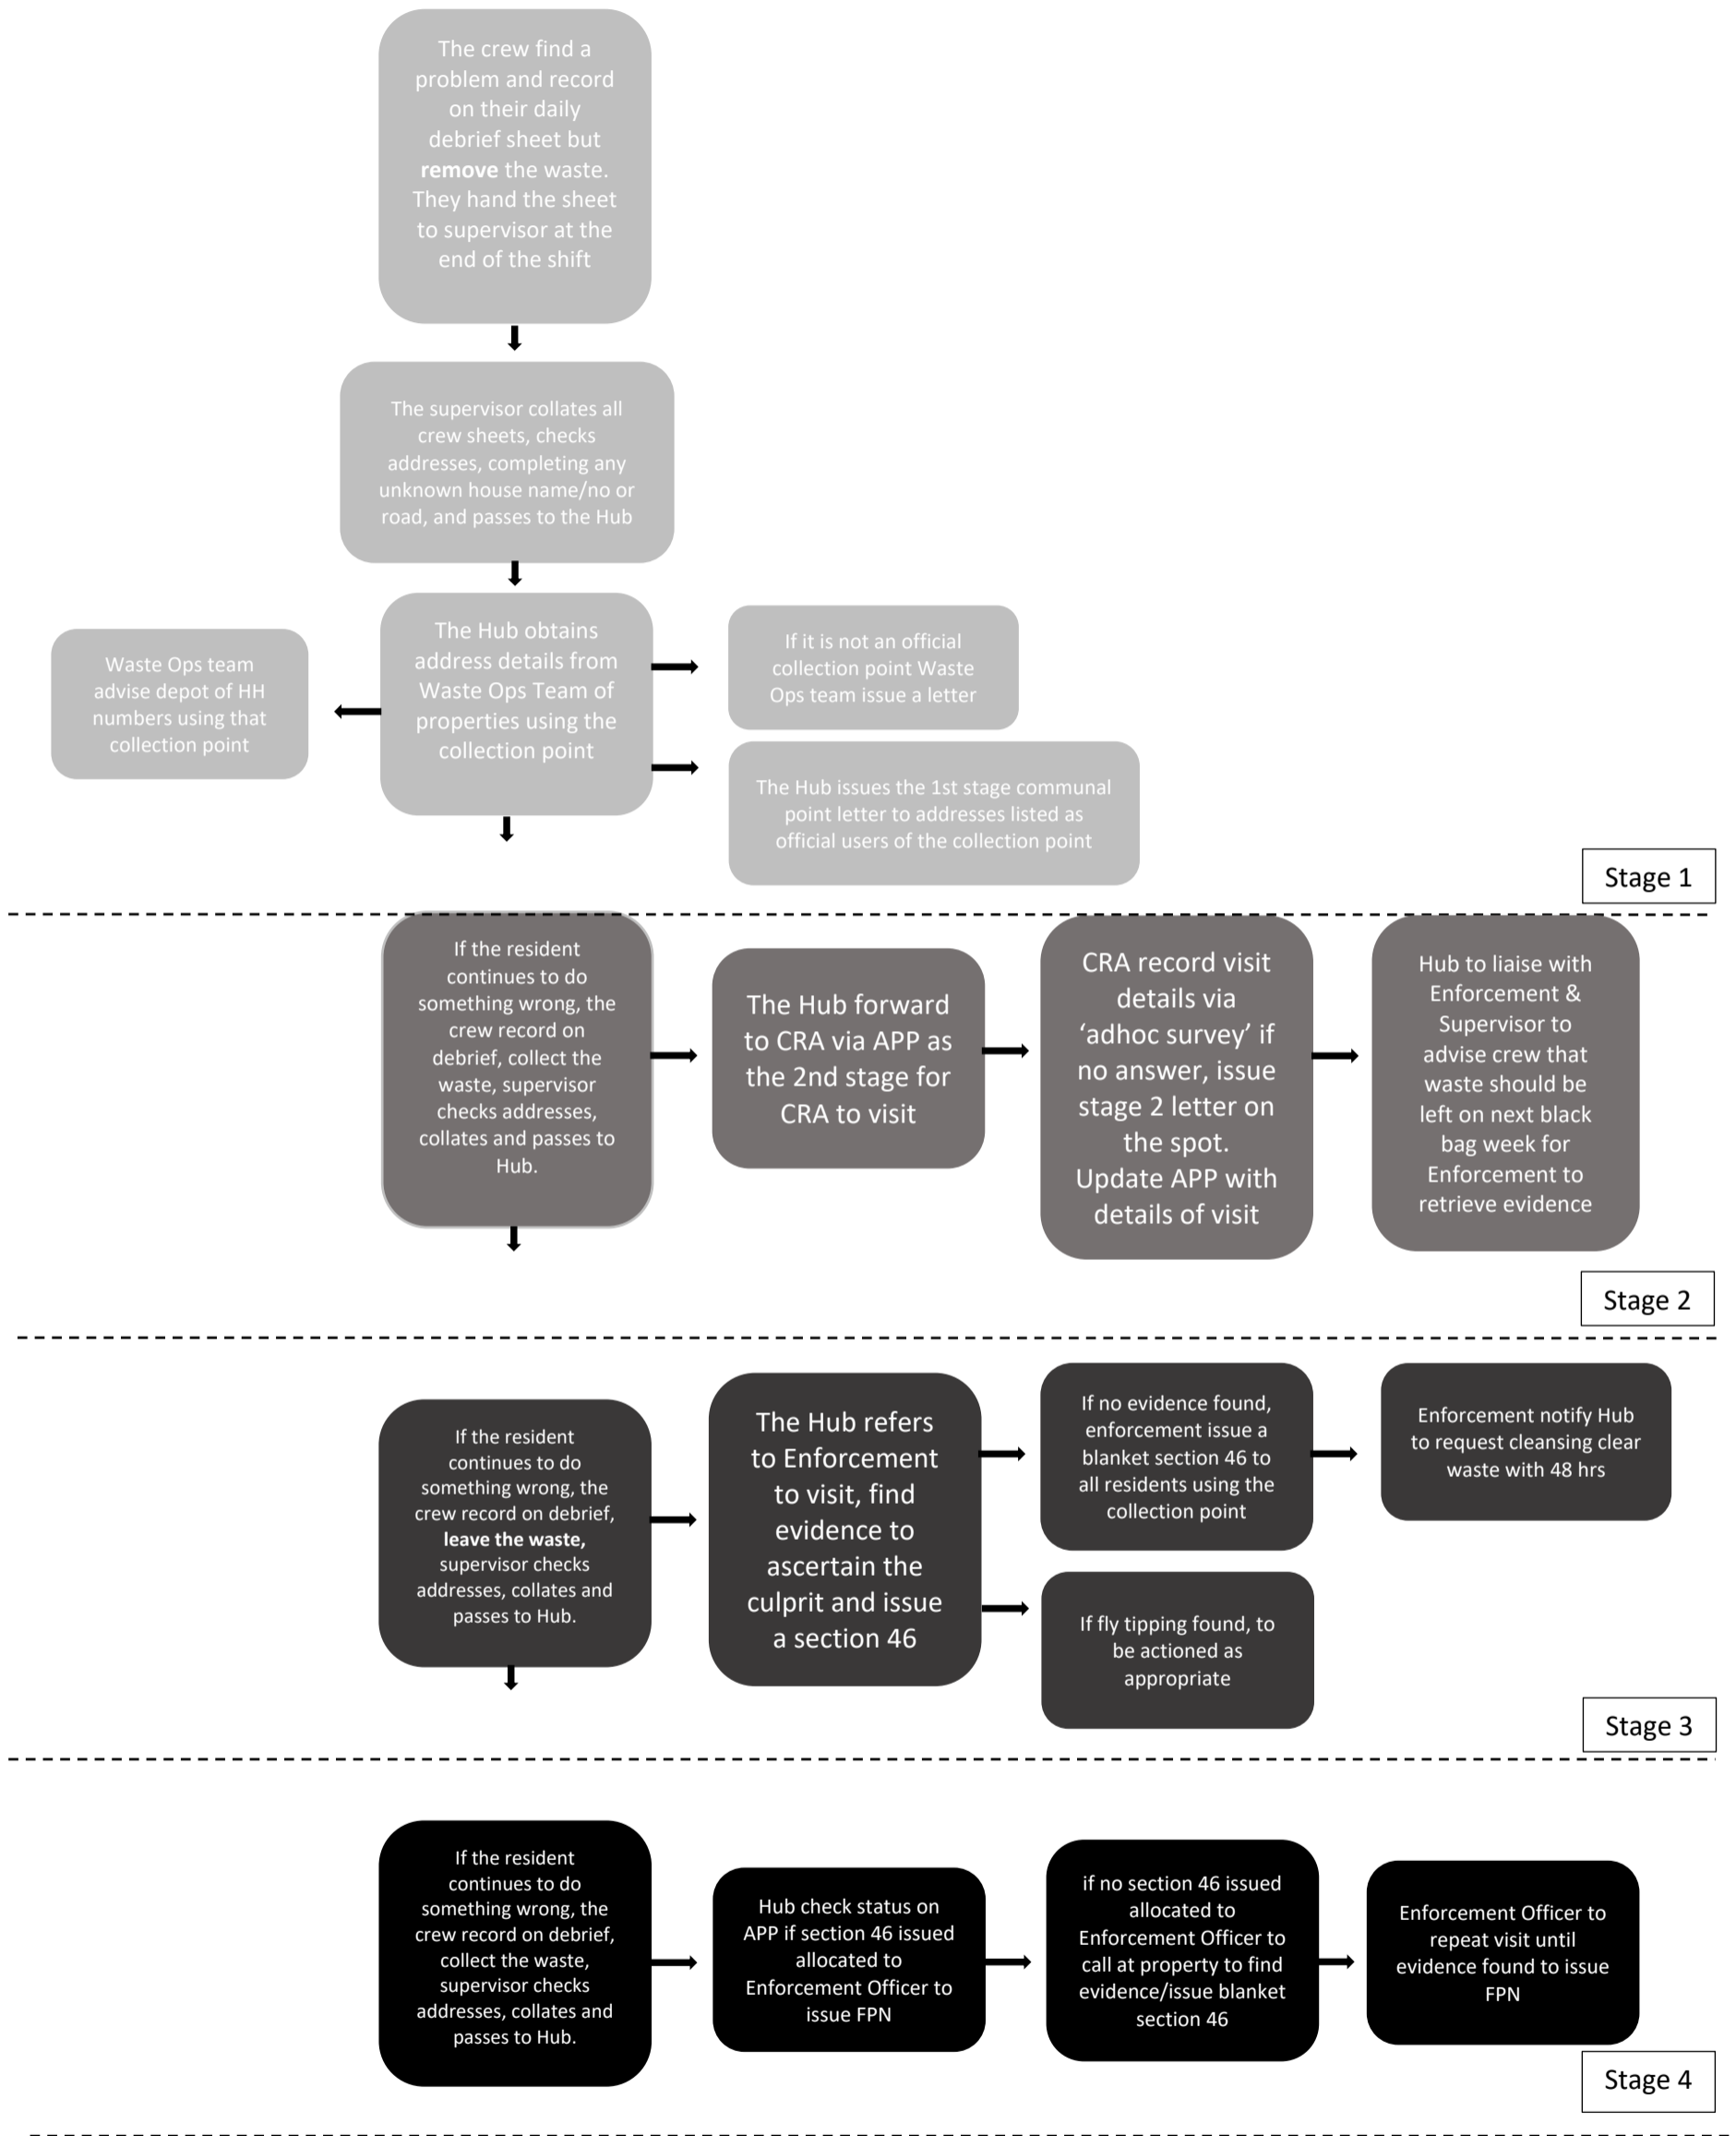 The crew find a
problem and record
on their daily
debrief sheet but
remove the waste.
They hand the sheet
to supervisor at the
end of the shift
The supervisor collates all
crew sheets, checks
addresses, completing any
unknown house name/no or
road, and passes to the Hub
Waste Ops team
advise depot of HH
numbers using that
collection point
The Hub obtains
address details from
Waste Ops Team of
properties using the
collection point
If it is not an official
collection point Waste
Ops team issue a letter
The Hub issues the 1st stage communal
point letter to addresses listed as
official users of the collection point
Stage 1
If the resident
continues to do
something wrong, the
crew record on
debrief, collect the
waste, supervisor
checks addresses,
collates and passes to
Hub.
The Hub forward
to CRA via APP as
the 2nd stage for
CRA to visit
CRA record visit
details via
‘adhoc survey’ if
no answer, issue
stage 2 letter on
the spot.
Update APP with
details of visit
Hub to liaise with
Enforcement &
Supervisor to
advise crew that
waste should be
left on next black
bag week for
Enforcement to
retrieve evidence
Stage 2
If the resident
continues to do
something wrong, the
crew record on debrief,
leave the waste,
supervisor checks
addresses, collates and
passes to Hub.
The Hub refers
to Enforcement
to visit, find
evidence to
ascertain the
culprit and issue
a section 46
If no evidence found,
enforcement issue a
blanket section 46 to
all residents using the
collection point
Enforcement notify Hub
to request cleansing clear
waste with 48 hrs
If fly tipping found, to
be actioned as
appropriate
Stage 3
If the resident
continues to do
something wrong, the
crew record on debrief,
collect the waste,
supervisor checks
addresses, collates and
passes to Hub.
Hub check status on
APP if section 46 issued
allocated to
Enforcement Officer to
issue FPN
if no section 46 issued
allocated to
Enforcement Officer to
call at property to find
evidence/issue blanket
section 46
Enforcement Officer to
repeat visit until
evidence found to issue
FPN
Stage 4